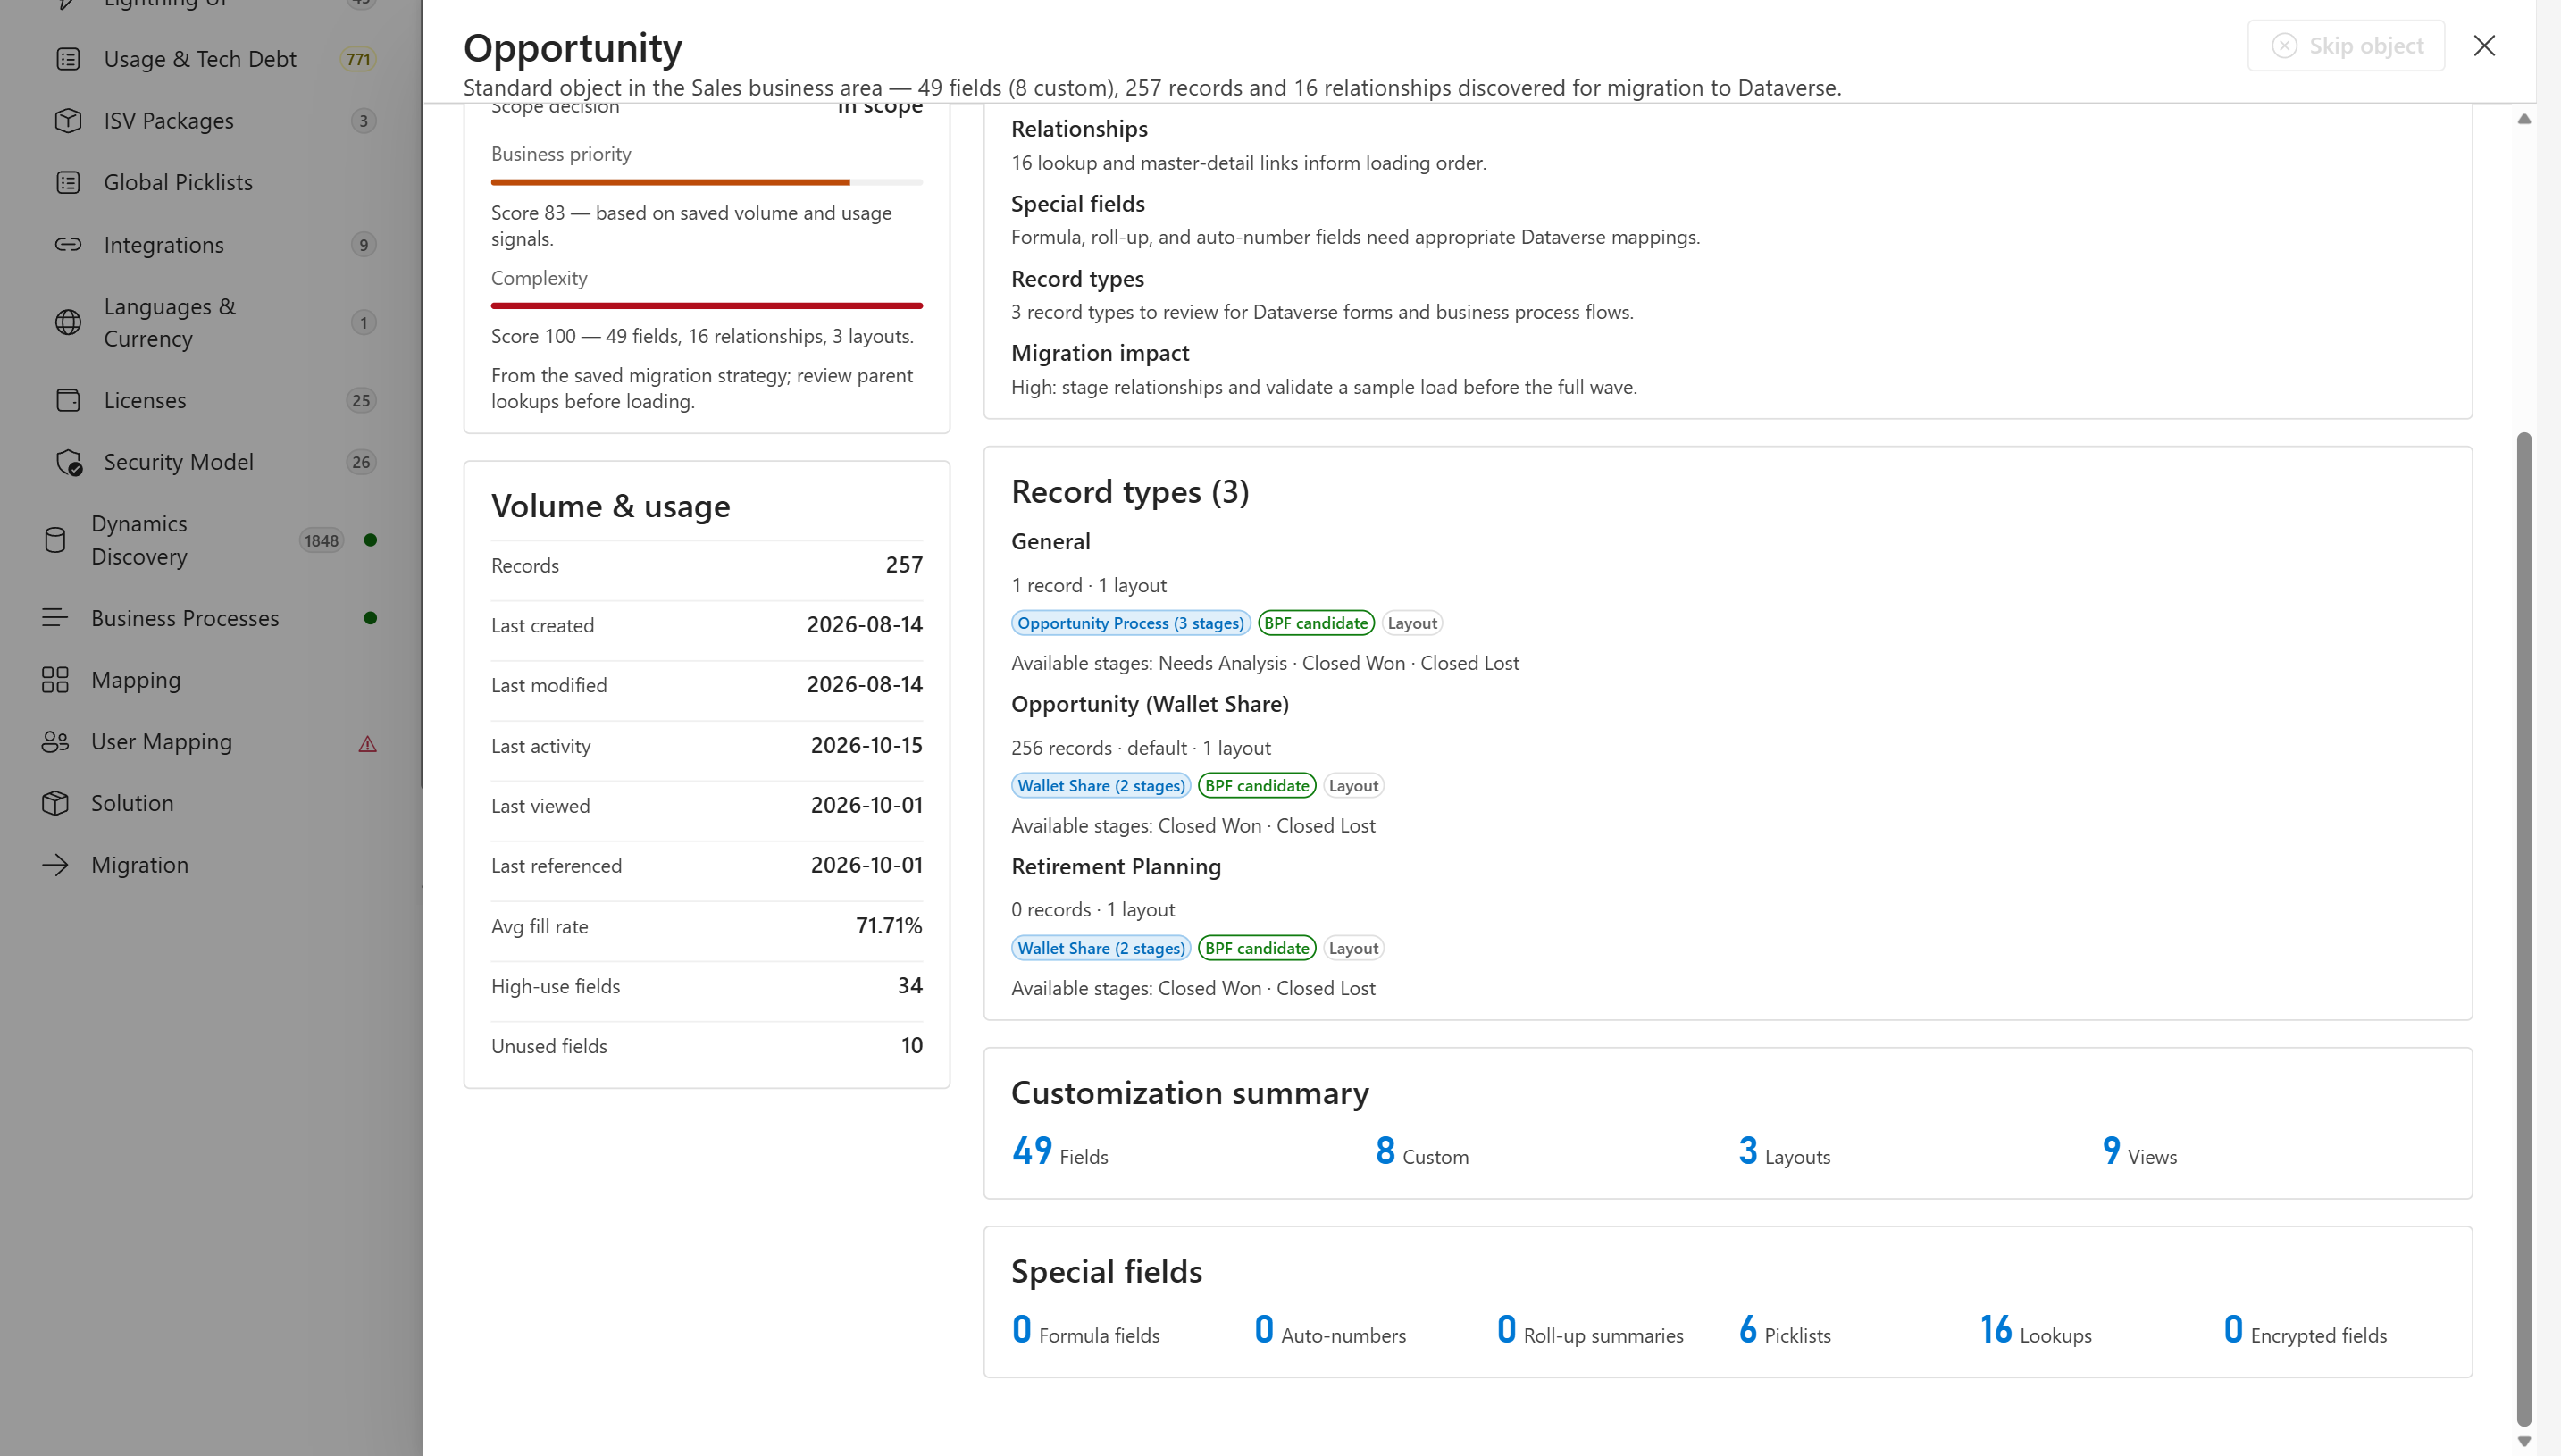 Lightning UI
43
Usage & Tech Debt
771
ISV Packages
3
Global Picklists
Integrations
9
Languages &
Currency
1
Licenses
25
Security Model
26
Dynamics
Discovery
1848
Business Processes
Mapping
User Mapping
Solution
Migration
Opportunity
Standard object in the Sales business area — 49 fields (8 custom), 257 records and 16 relationships discovered for migration to Dataverse.
Skip object
Scope decision
In scope
Business priority
Score 83 — based on saved volume and usage
signals.
Complexity
Score 100 — 49 fields, 16 relationships, 3 layouts.
From the saved migration strategy; review parent
lookups before loading.
Volume & usage
Records 257
Last created 2026-08-14
Last modified 2026-08-14
Last activity 2026-10-15
Last viewed 2026-10-01
Last referenced 2026-10-01
Avg fill rate 71.71%
High-use fields 34
Unused fields 10
Relationships
16 lookup and master-detail links inform loading order.
Special fields
Formula, roll-up, and auto-number fields need appropriate Dataverse mappings.
Record types
3 record types to review for Dataverse forms and business process flows.
Migration impact
High: stage relationships and validate a sample load before the full wave.
Record types (3)
General
1 record · 1 layout
Opportunity Process (3 stages) BPF candidate Layout
Available stages: Needs Analysis · Closed Won · Closed Lost
Opportunity (Wallet Share)
256 records · default · 1 layout
Wallet Share (2 stages) BPF candidate Layout
Available stages: Closed Won · Closed Lost
Retirement Planning
0 records · 1 layout
Wallet Share (2 stages) BPF candidate Layout
Available stages: Closed Won · Closed Lost
Customization summary
49 Fields 8 Custom 3 Layouts 9 Views
Special fields
0 Formula fields 0 Auto-numbers 0 Roll-up summaries 6 Picklists 16 Lookups 0 Encrypted fields